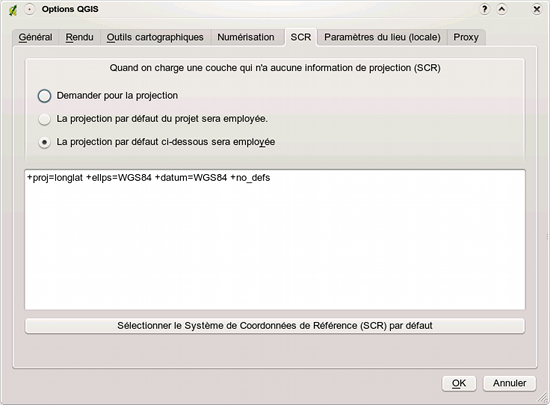 Options QGIS
?
Général Rendu Outils cartographiques Numérisation SCR Paramètres du lieu (locale) Proxy
Quand on charge une couche qui n'a aucune information de projection (SCR)
Demander pour la projection
La projection par défaut du projet sera employée.
La projection par défaut ci-dessous sera employée
+proj=longlat +ellps=WGS84 +datum=WGS84 +no_defs
Sélectionner le Système de Coordonnées de Référence (SCR) par défaut
OK Annuler